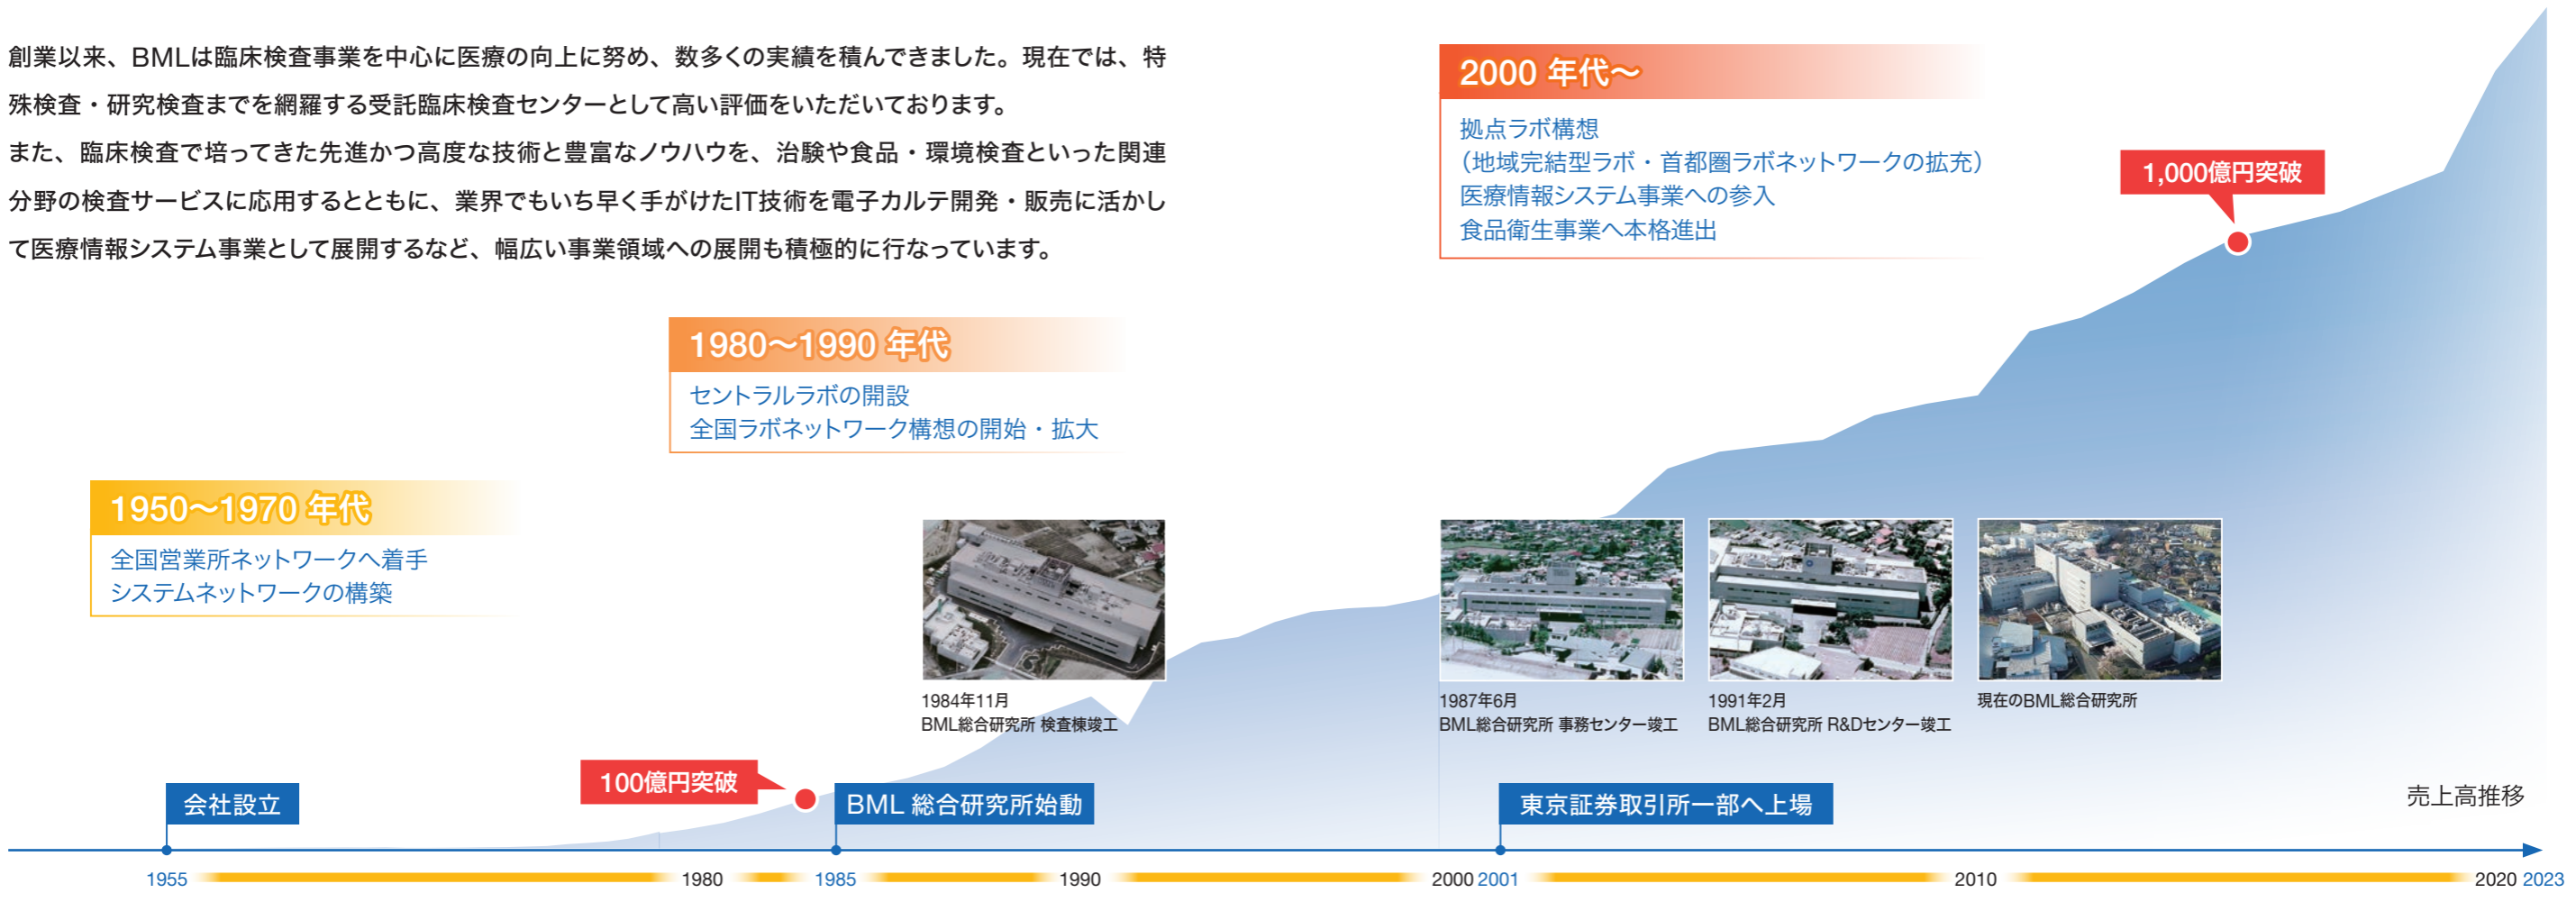 創業以来、BMLは臨床検査事業を中心に医療の向上に努め、数多くの実績を積んできました。現在では、特
殊検査・研究検査までを網羅する受託臨床検査センターとして高い評価をいただいております。
また、臨床検査で培ってきた先進かつ高度な技術と豊富なノウハウを、治験や食品・環境検査といった関連
分野の検査サービスに応用するとともに、業界でもいち早く手がけたIT技術を電子カルテ開発・販売に活かし
て医療情報システム事業として展開するなど、幅広い事業領域への展開も積極的に行なっています。
2000 年代〜
拠点ラボ構想
（地域完結型ラボ・首都圏ラボネットワークの拡充）
医療情報システム事業への参入
食品衛生事業へ本格進出
1,000億円突破
1980〜1990 年代
セントラルラボの開設
全国ラボネットワーク構想の開始・拡大
1950〜1970 年代
全国営業所ネットワークへ着手
システムネットワークの構築
1984年11月
BML総合研究所 検査棟竣工
1987年6月
BML総合研究所 事務センター竣工
1991年2月
BML総合研究所 R&Dセンター竣工
現在のBML総合研究所
100億円突破
会社設立
BML 総合研究所始動
東京証券取引所一部へ上場
売上高推移
1955 1980 1985 1990 2000 2001 2010 2020 2023